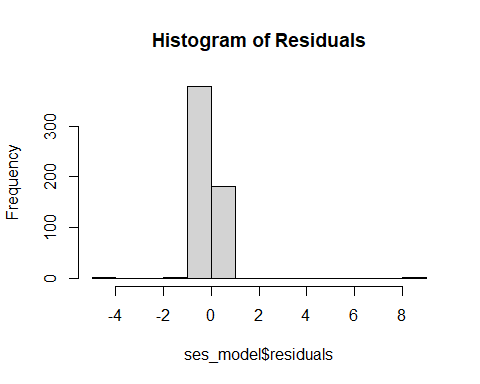 Histogram of Residuals
Frequency
300
200
100
0
-4 -2 0 2 4 6 8
ses_model$residuals